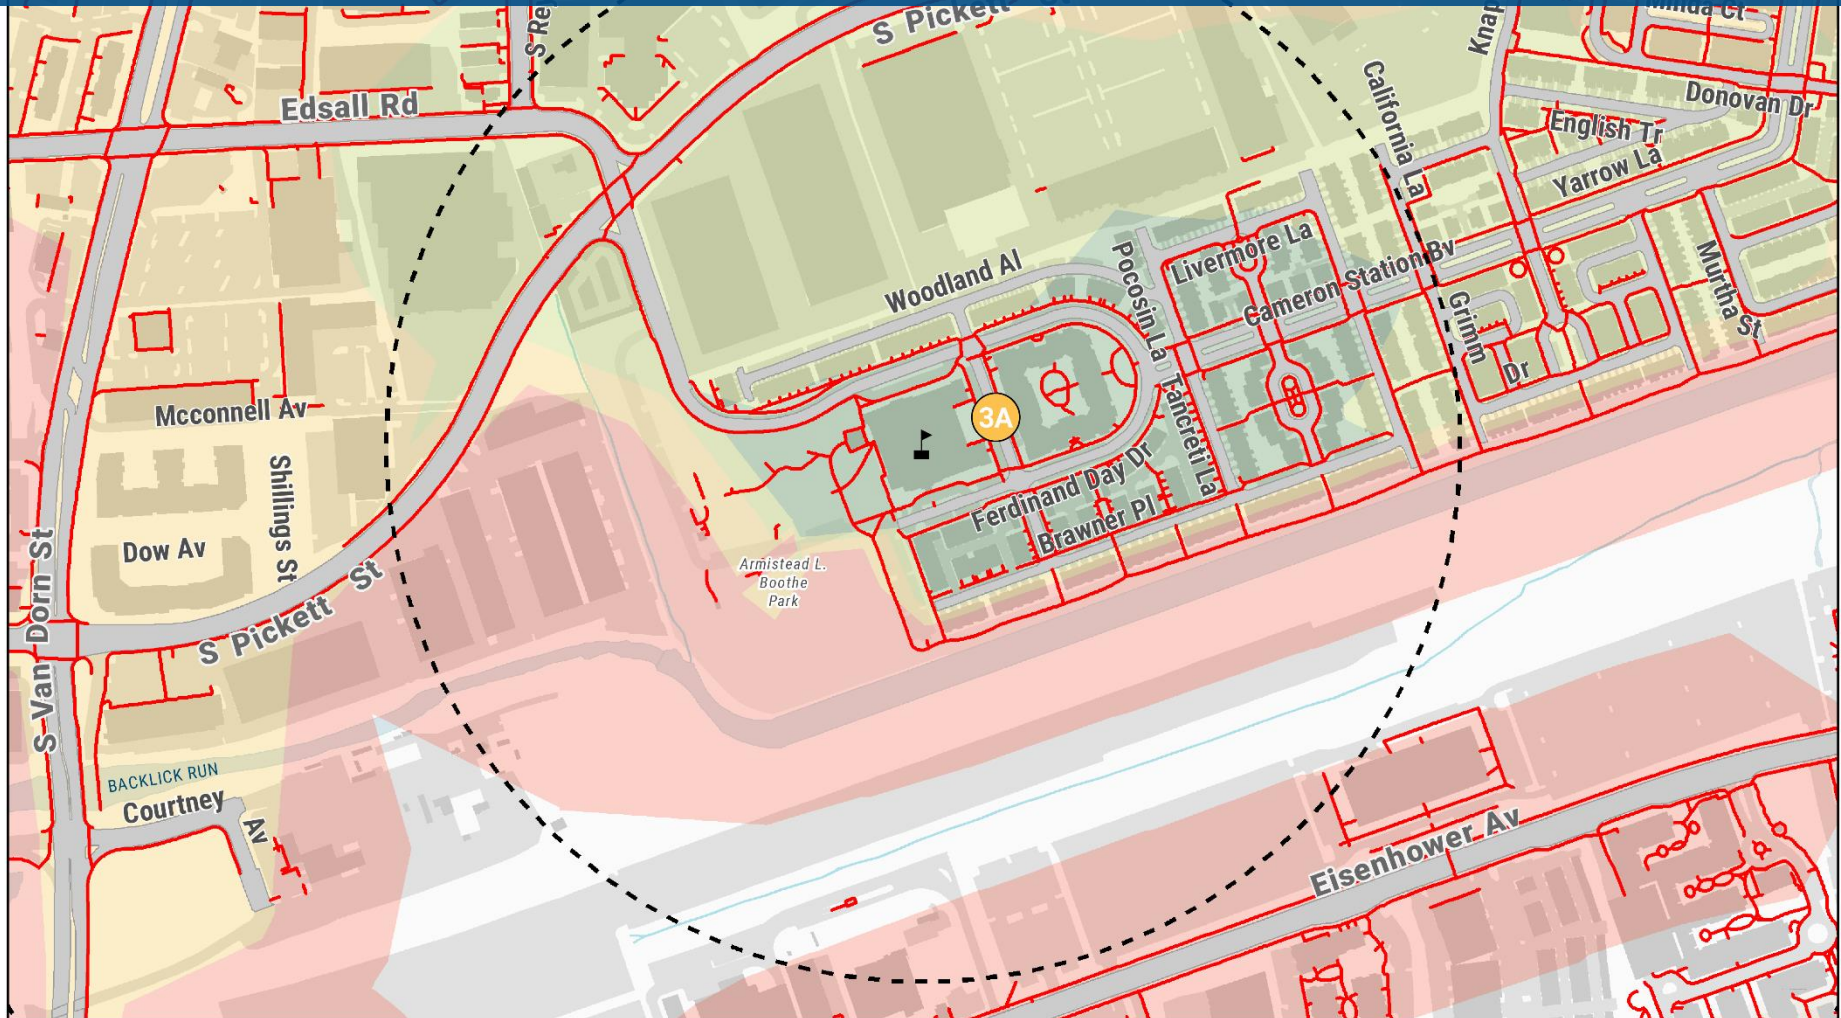 S Pickett
Minda Ct
Edsall Rd
California La
Donovan Dr
English Tr
Yarrow La
Woodland Al
Pocosin La
Livermore La
Cameron Station Bv
Grimm
Dr
Murtha St
Mcconnell Av
3A
Tancreti La
Shillings St
Ferdinand Day Dr
Brawner Pl
Dow Av
Armistead L.
Boothe
Park
S Pickett St
S Van Dorn St
BACKLICK RUN
Courtney
Av
Eisenhower Av